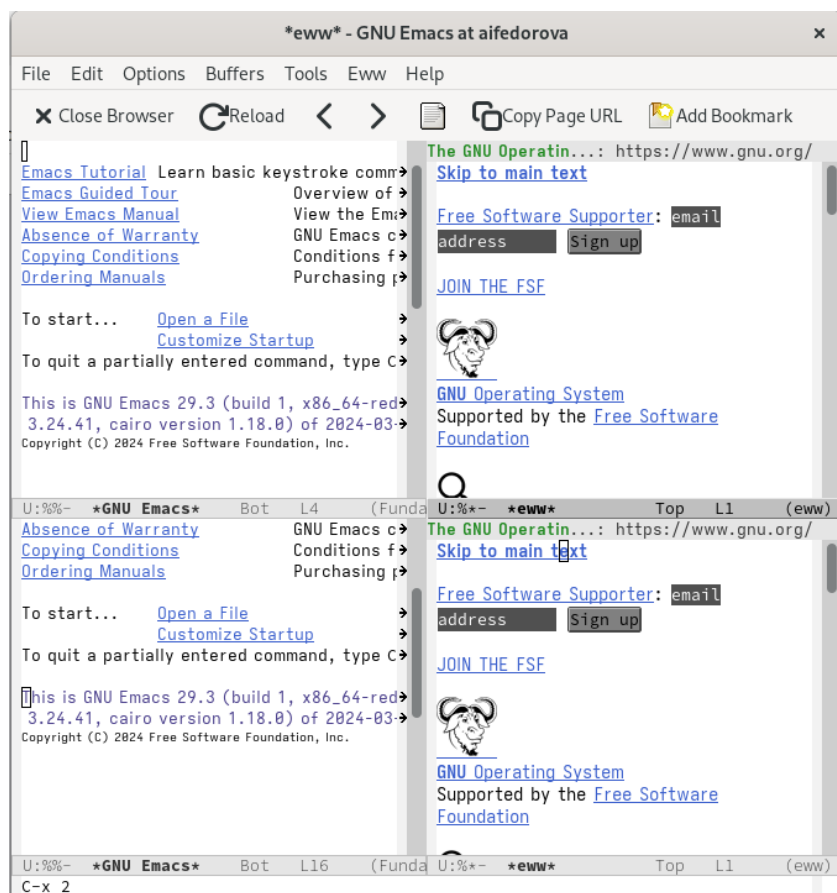 *eww* - GNU Emacs at aifedorova
File Edit Options Buffers Tools Eww Help
Close Browser Reload Copy Page URL Add Bookmark
Emacs Tutorial Learn basic keystroke comm
Emacs Guided Tour Overview of
View Emacs Manual View the Ema
Absence of Warranty GNU Emacs c
Copying Conditions Conditions f
Ordering Manuals Purchasing p
To start... Open a File
Customize Startup
To quit a partially entered command, type C
This is GNU Emacs 29.3 (build 1, x86_64-red
3.24.41, cairo version 1.18.0) of 2024-03-
Copyright (C) 2024 Free Software Foundation, Inc.
U:%%- *GNU Emacs* Bot L4 (Funda
The GNU Operatin...: https://www.gnu.org/
Skip to main text
Free Software Supporter: email
address Sign up
JOIN THE FSF
GNU Operating System
Supported by the Free Software
Foundation
U:%*- *eww* Top L1 (eww)
Absence of Warranty GNU Emacs c
Copying Conditions Conditions f
Ordering Manuals Purchasing p
To start... Open a File
Customize Startup
To quit a partially entered command, type C
This is GNU Emacs 29.3 (build 1, x86_64-red
3.24.41, cairo version 1.18.0) of 2024-03-
Copyright (C) 2024 Free Software Foundation, Inc.
U:%%- *GNU Emacs* Bot L16 (Funda
The GNU Operatin...: https://www.gnu.org/
Skip to main text
Free Software Supporter: email
address Sign up
JOIN THE FSF
GNU Operating System
Supported by the Free Software
Foundation
U:%*- *eww* Top L1 (eww)
C-x 2